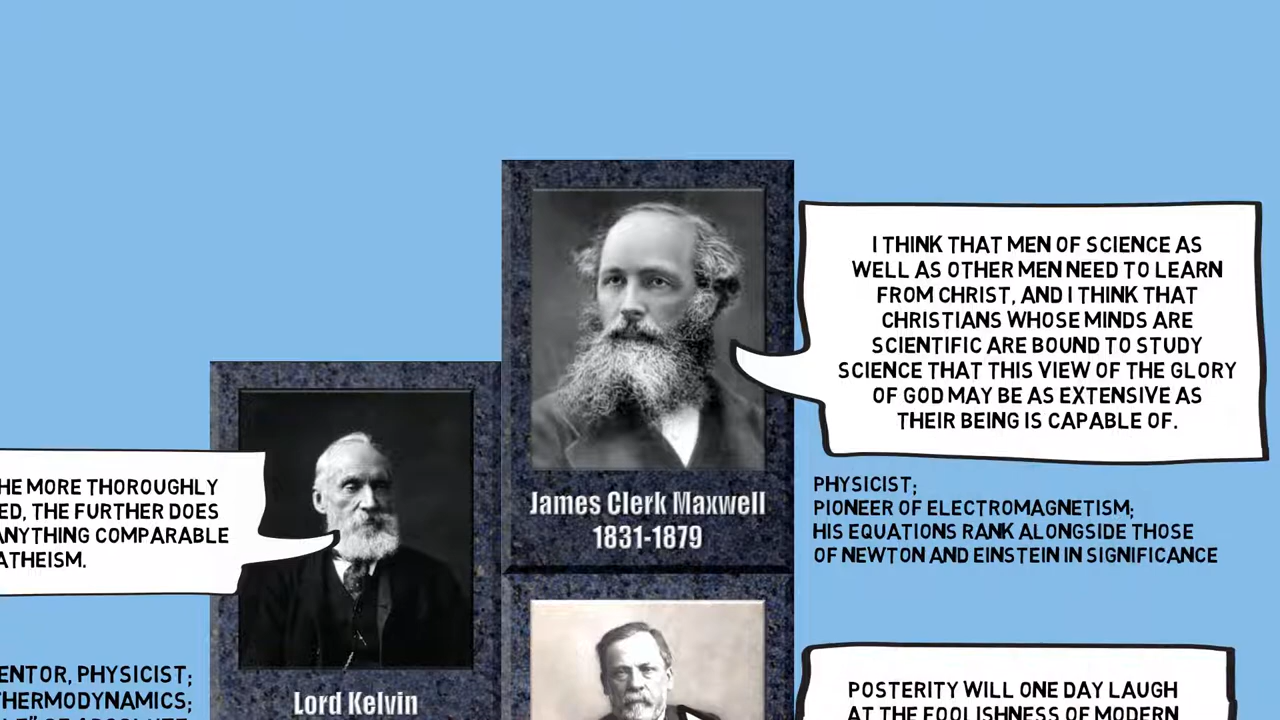 I THINK THAT MEN OF SCIENCE AS
WELL AS OTHER MEN NEED TO LEARN
FROM CHRIST, AND I THINK THAT
CHRISTIANS WHOSE MINDS ARE
SCIENTIFIC ARE BOUND TO STUDY
SCIENCE THAT THIS VIEW OF THE GLORY
OF GOD MAY BE AS EXTENSIVE AS
THEIR BEING IS CAPABLE OF.
James Clerk Maxwell
1831-1879
PHYSICIST;
PIONEER OF ELECTROMAGNETISM;
HIS EQUATIONS RANK ALONGSIDE THOSE
OF NEWTON AND EINSTEIN IN SIGNIFICANCE
HE MORE THOROUGHLY
ED, THE FURTHER DOES
ANYTHING COMPARABLE
ATHEISM.
ENTOR, PHYSICIST;
THERMODYNAMICS;
Lord Kelvin
POSTERITY WILL ONE DAY LAUGH
AT THE FOOLISHNESS OF MODERN